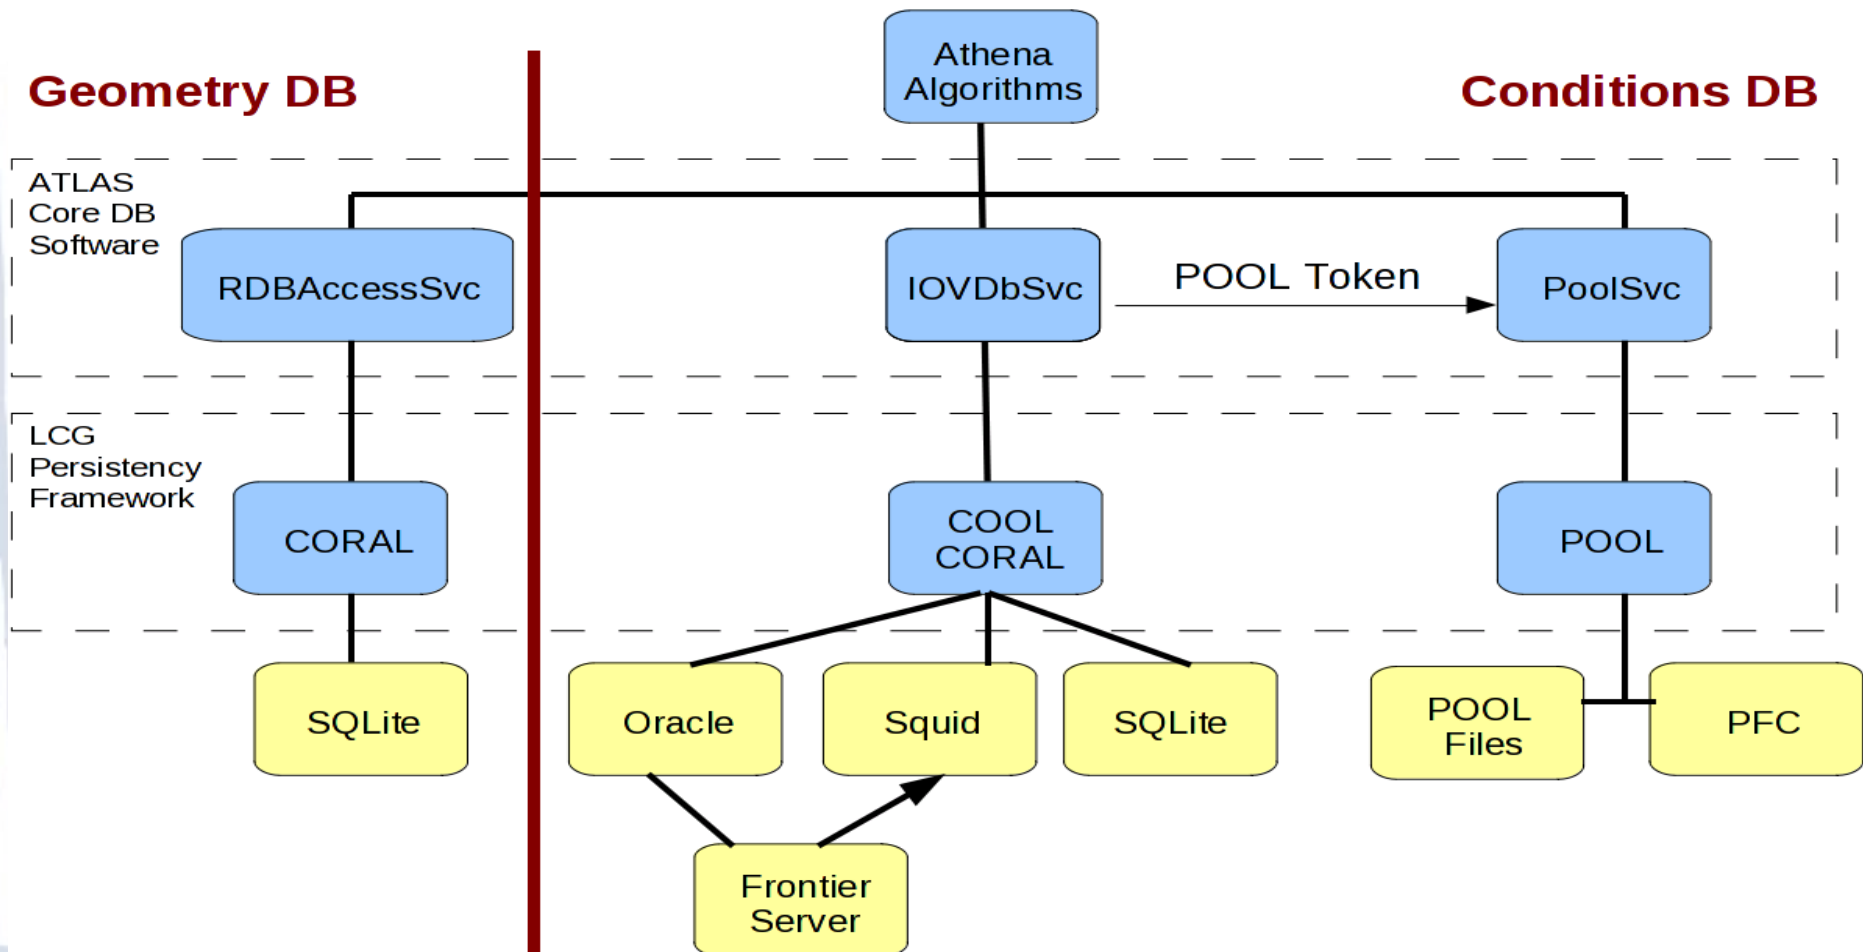 Geometry DB
Athena
Algorithms
Conditions DB
ATLAS
Core DB
Software
RDBAccessSvc
IOVDbSvc
POOL Token
PoolSvc
LCG
Persistency
Framework
CORAL
COOL
CORAL
POOL
SQLite
Oracle
Squid
SQLite
POOL
Files
PFC
Frontier
Server